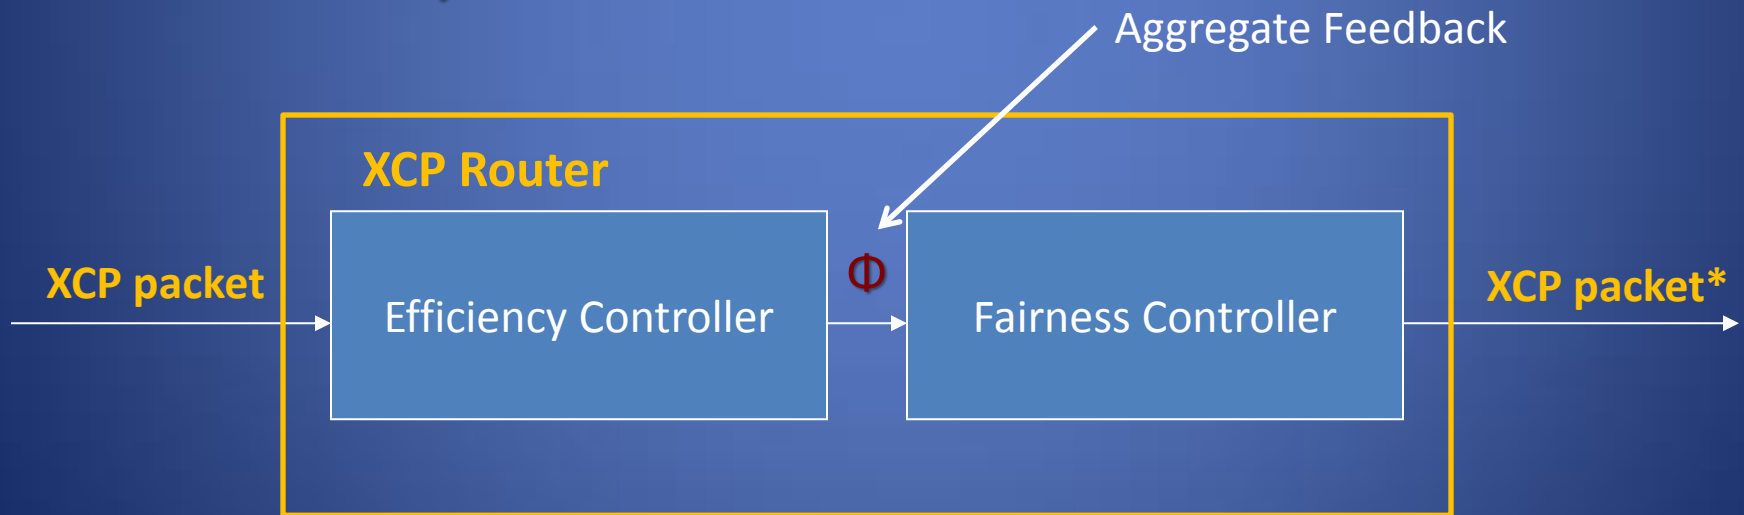 Aggregate Feedback
XCP Router
XCP packet
Efficiency Controller
Φ
Fairness Controller
XCP packet*